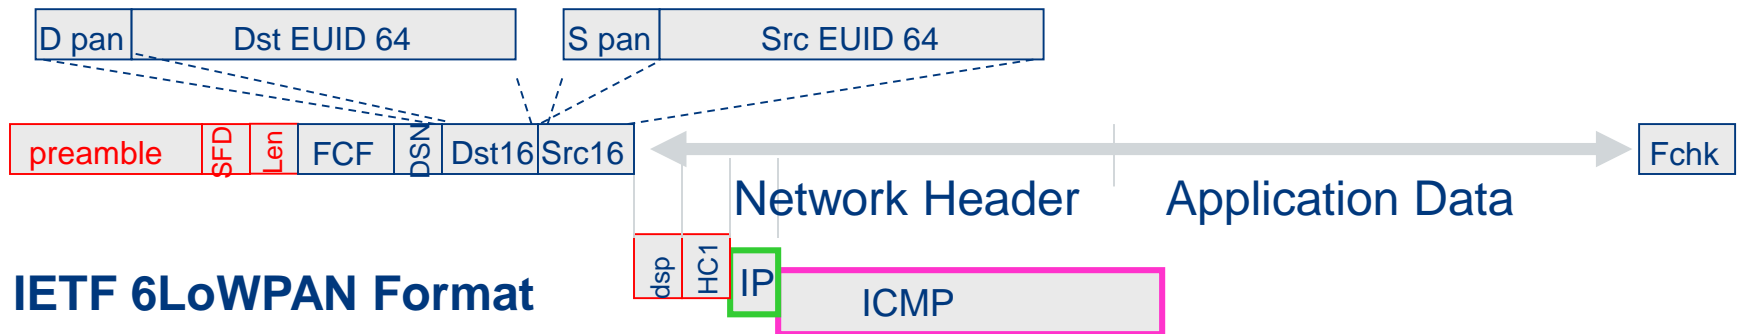 D pan Dst EUID 64 S pan Src EUID 64
preamble SFD Len FCF DSN Dst16 Src16 Fchk
Network Header Application Data
dsp HC1 IP ICMP
IETF 6LoWPAN Format